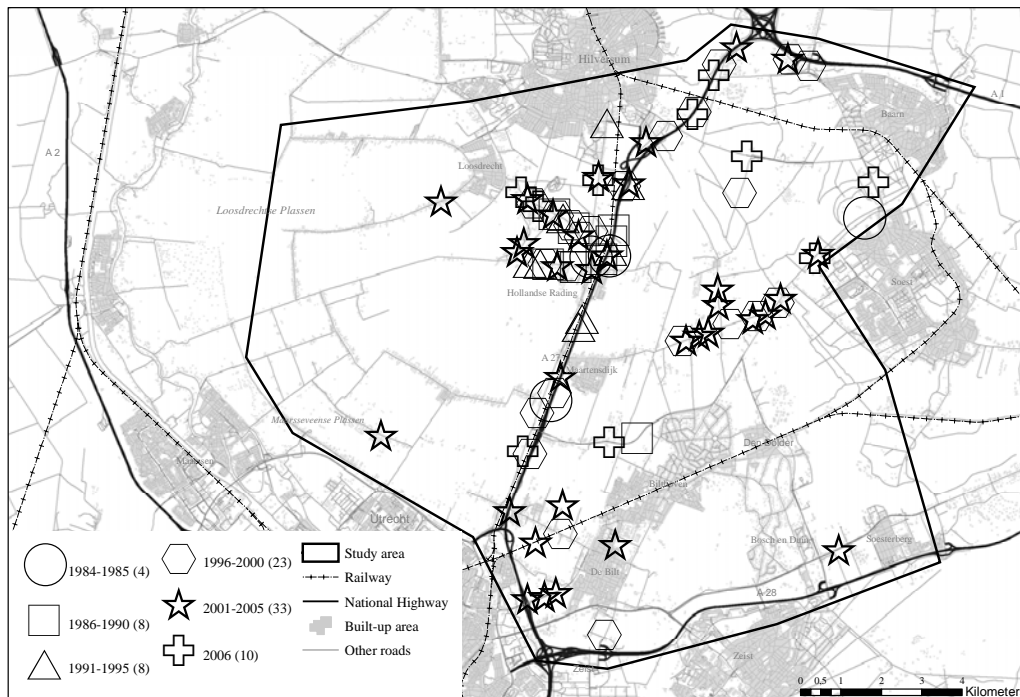 Hilversum
A 1
Baarn
A 2
Loosdrecht
Loosdrechtse Plassen
Soest
Hollandse Rading
A 27
Maartensdijk
Maarsseveense Plassen
Den Dolder
Maarssen
Bilthoven
Utrecht
Bosch en Duin
Soesterberg
De Bilt
A 28
Zeist
Zeist
1984-1985 (4)
1986-1990 (8)
1991-1995 (8)
1996-2000 (23)
2001-2005 (33)
2006 (10)
Study area
Railway
National Highway
Built-up area
Other roads
0 0,5 1 2 3 4
Kilometer